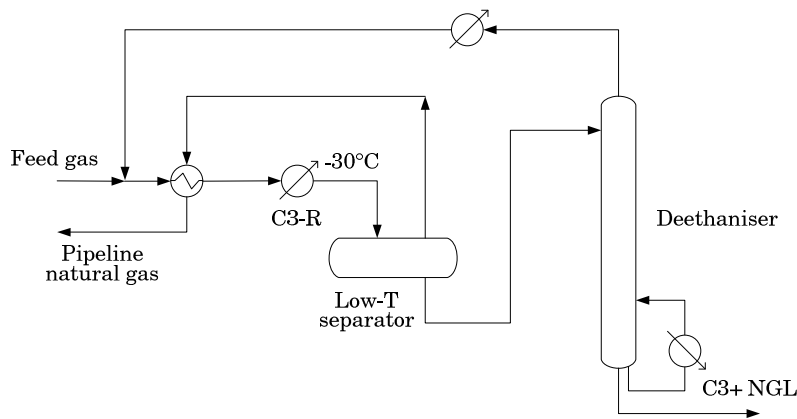 Feed gas
-30°C
C3-R
Pipeline
natural gas
Low-T
separator
Deethaniser
C3+ NGL